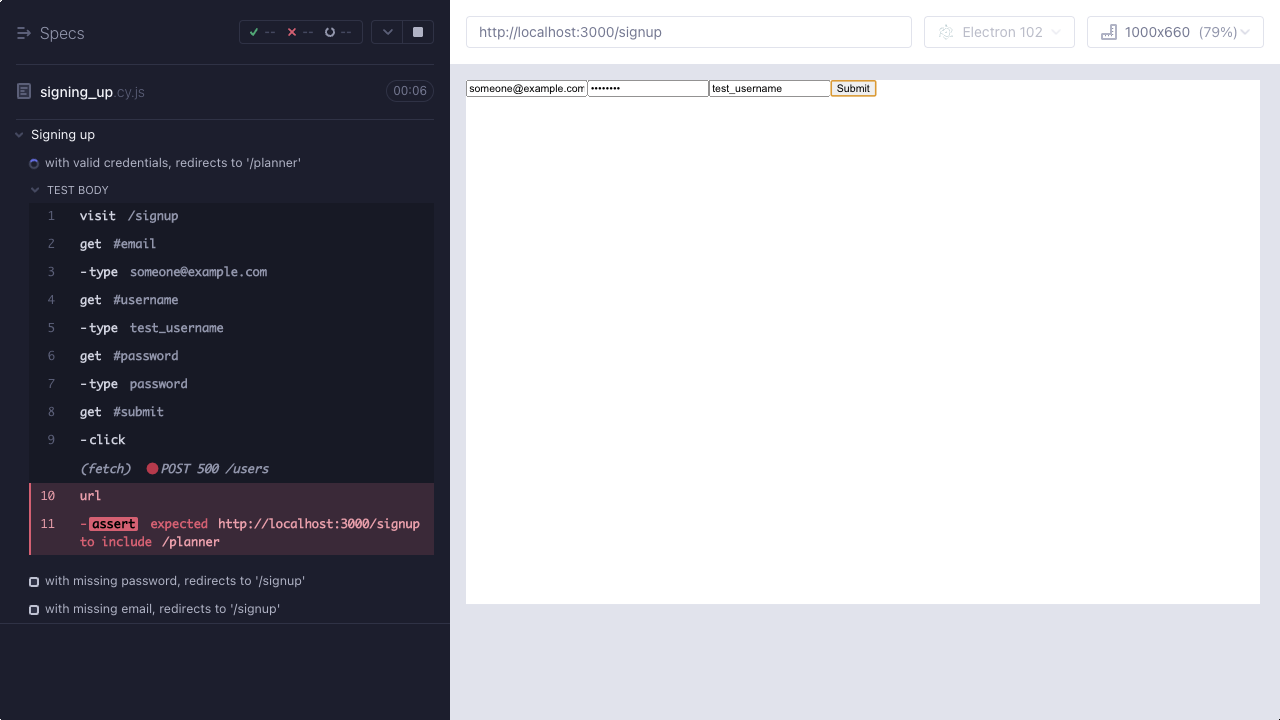 Specs
-- -- --
signing_up.cy.js
00:06
Signing up
with valid credentials, redirects to '/planner'
TEST BODY
1 visit /signup
2 get #email
3 -type someone@example.com
4 get #username
5 -type test_username
6 get #password
7 -type password
8 get #submit
9 -click
(fetch) POST 500 /users
10 url
11 -assert expected http://localhost:3000/signup
to include /planner
with missing password, redirects to '/signup'
with missing email, redirects to '/signup'
http://localhost:3000/signup
Electron 102
1000x660 (79%)
someone@example.com •••••••• test_username Submit